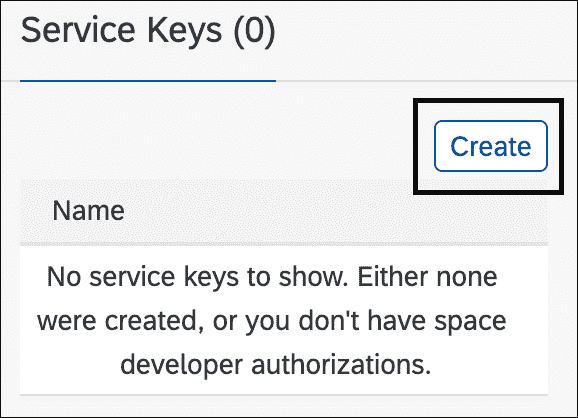 Service Keys (0)
Create
Name
No service keys to show. Either none
were created, or you don't have space
developer authorizations.